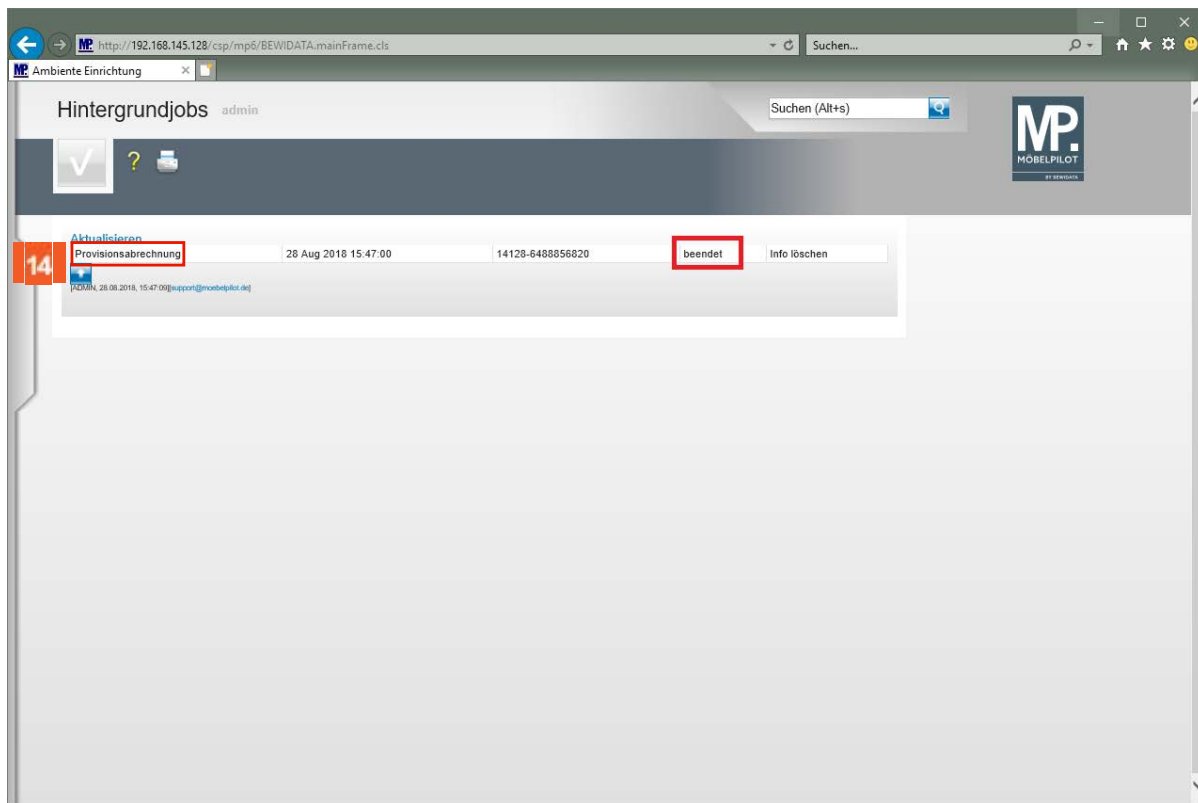 http://192.168.145.128/csp/mp6/BEWIDATA.mainFrame.cls
Suchen...
Ambiente Einrichtung
Hintergrundjobs admin
Suchen (Alt+s)
MP.
MÖBELPILOT
BY BEWIDATA
?
Aktualisieren
14
Provisionsabrechnung 28 Aug 2018 15:47:00 14128-6488856820 beendet Info löschen
[ADMIN, 28.08.2018, 15:47:09][support@moebelpilot.de]